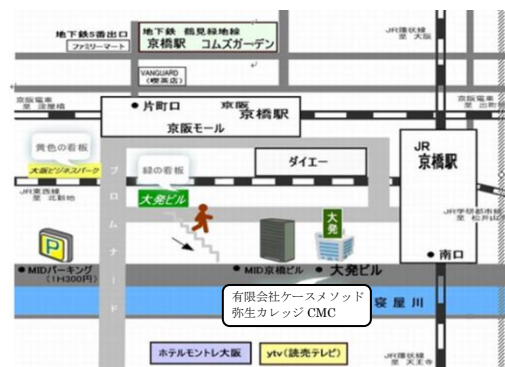 地下鉄5番出口
ファミリーマート
地下鉄 鶴見緑地線
京橋駅 コムズガーデン
JR環状線
至 大阪
VANGUARD
(喫茶店)
京阪電車
至 淀屋橋
片町口
京阪
京橋駅
京阪モール
京阪電車
至 出町
黄色の看板
大阪ビジネスパーク
緑の看板
大発ビル
ダイエー
JR
京橋駅
JR東西線
至 北新地
プロムナード
大発
JR学研都市線
至 松井山
南口
MIDパーキング
(1H300円)
MID京橋ビル
大発ビル
有限会社ケースメソッド
弥生カレッジ CMC
寝屋川
ホテルモントレ大阪
ytv(読売テレビ)
JR環状線
至 天王寺